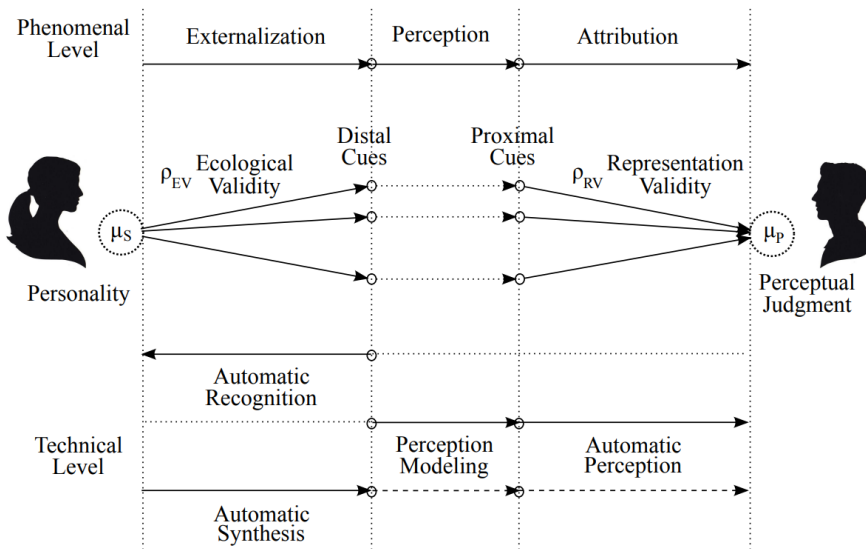 Phenomenal
Level
Externalization
Perception
Attribution
Distal
Cues
Proximal
Cues
ρEV
Ecological
Validity
ρRV
Representation
Validity
μS
μP
Personality
Perceptual
Judgment
Automatic
Recognition
Technical
Level
Perception
Modeling
Automatic
Perception
Automatic
Synthesis